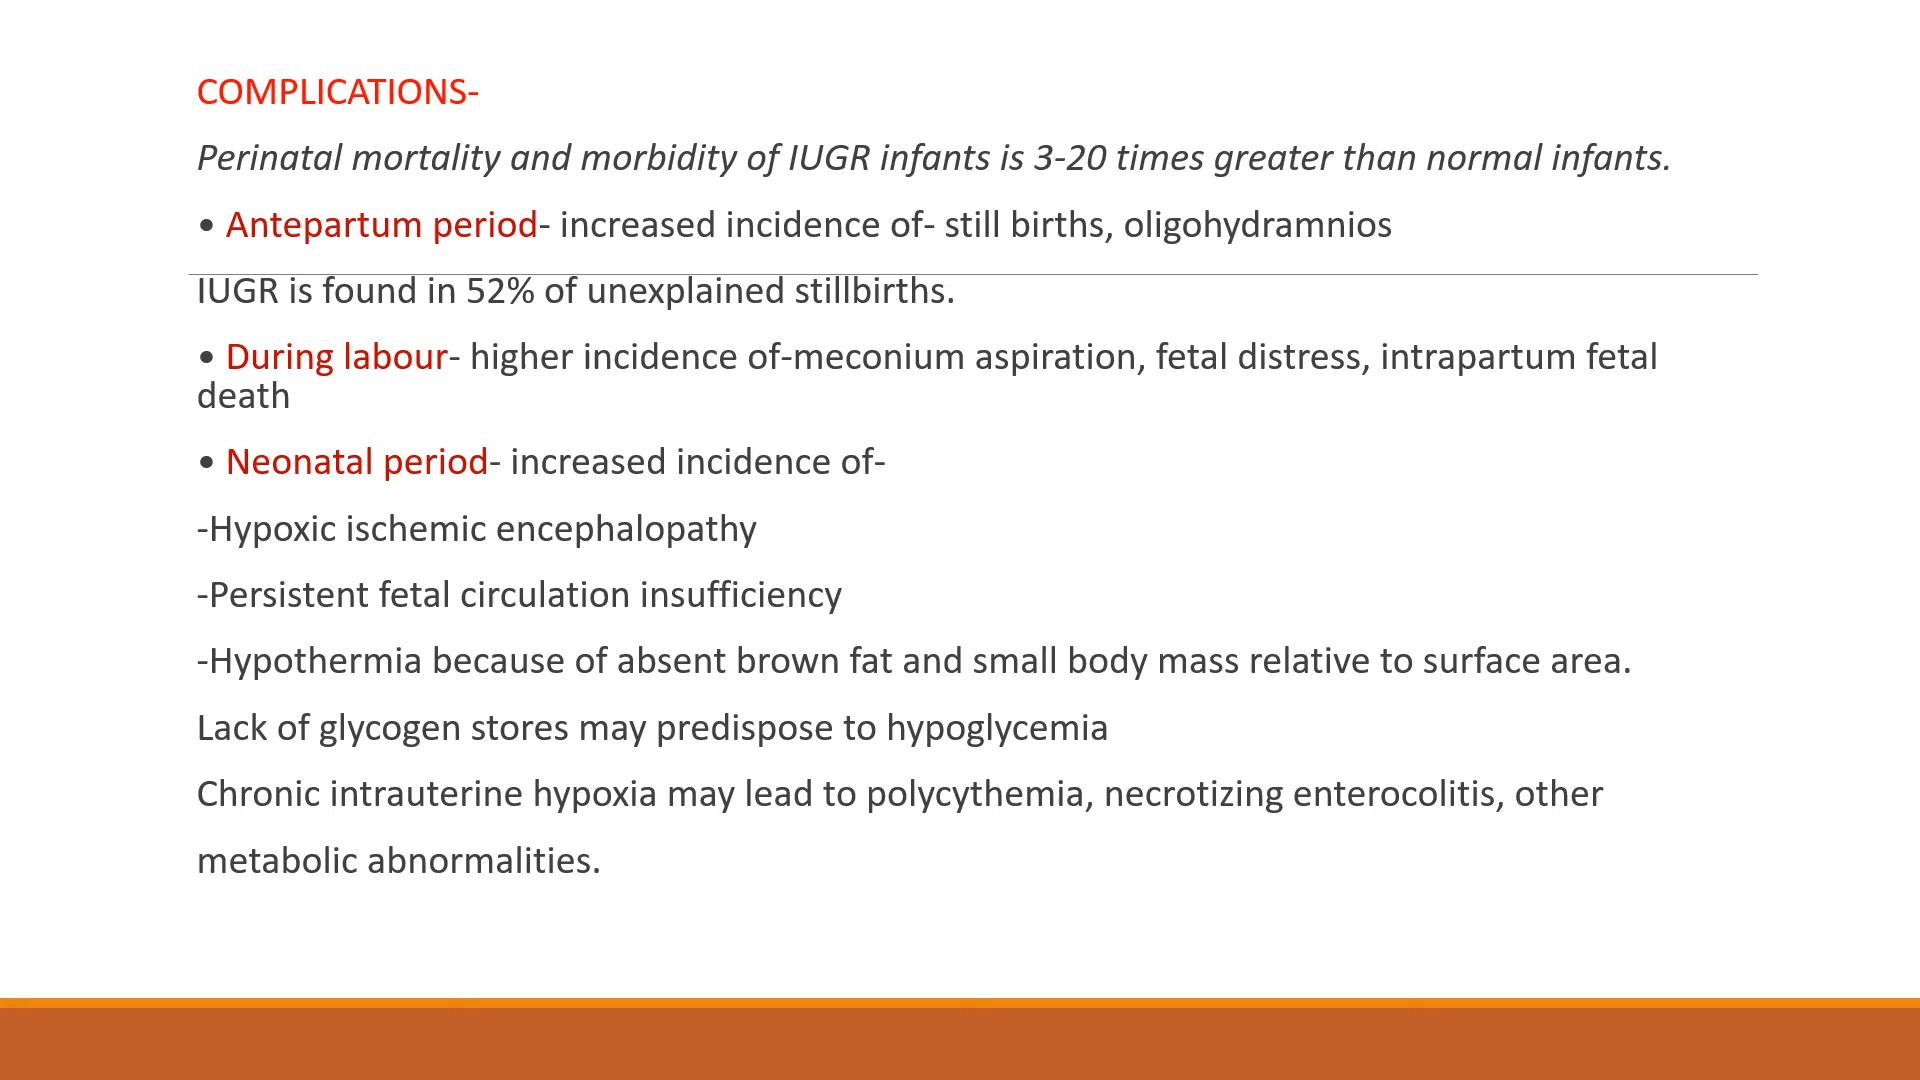 COMPLICATIONS-
Perinatal mortality and morbidity of IUGR infants is 3-20 times greater than normal infants.
• Antepartum period- increased incidence of- still births, oligohydramnios
IUGR is found in 52% of unexplained stillbirths.
• During labour- higher incidence of-meconium aspiration, fetal distress, intrapartum fetal
death
• Neonatal period- increased incidence of-
-Hypoxic ischemic encephalopathy
-Persistent fetal circulation insufficiency
-Hypothermia because of absent brown fat and small body mass relative to surface area.
Lack of glycogen stores may predispose to hypoglycemia
Chronic intrauterine hypoxia may lead to polycythemia, necrotizing enterocolitis, other
metabolic abnormalities.